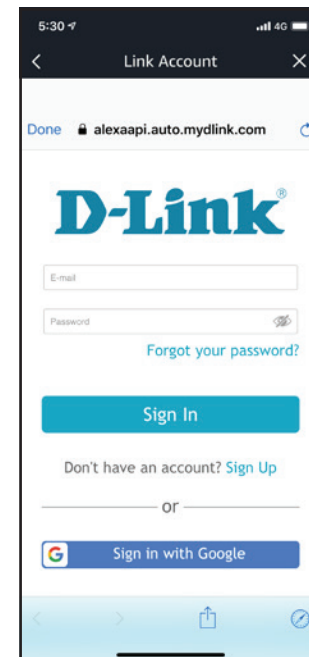 5:30 4G
Link Account
Done alexaapi.auto.mydlink.com
D-Link®
E-mail
Password
Forgot your password?
Sign In
Don't have an account? Sign Up
or
G Sign in with Google